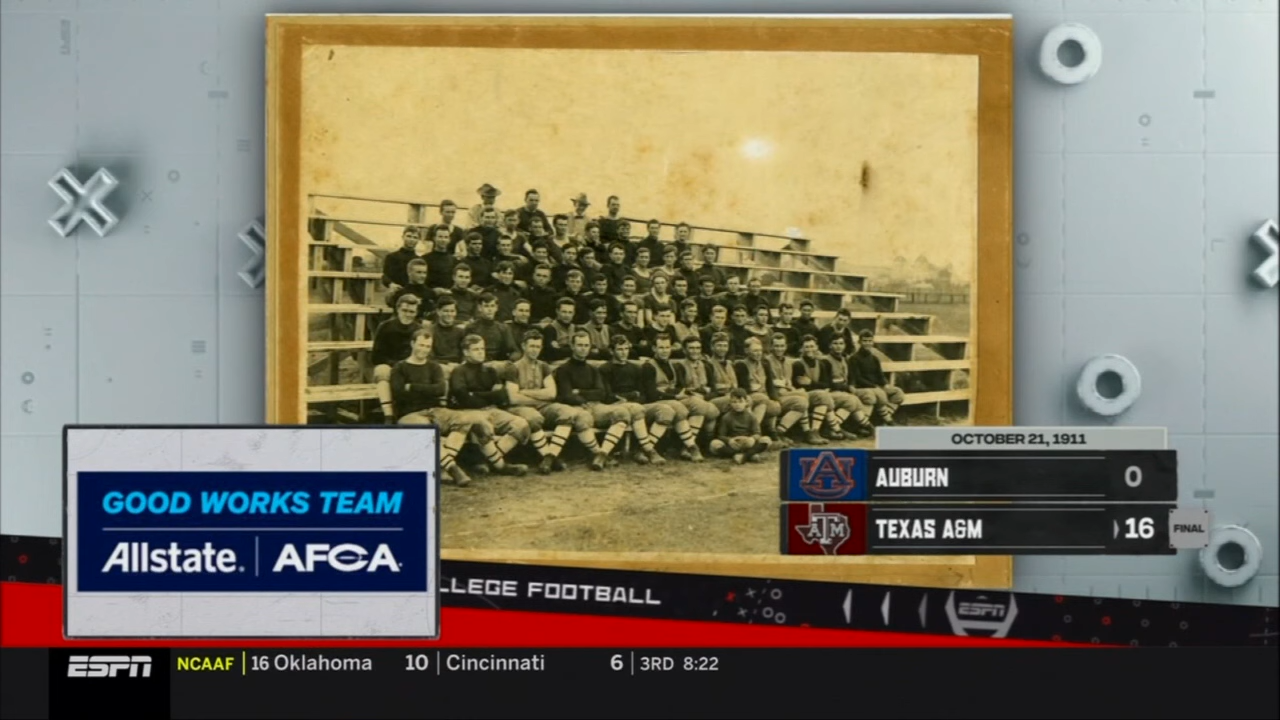 OCTOBER 21, 1911
AUBURN 0
TEXAS A&M 16
FINAL
GOOD WORKS TEAM
Allstate. AFCA
LLEGE FOOTBALL
ESPN
ESPN NCAAF 16 Oklahoma 10 Cincinnati 6 3RD 8:22